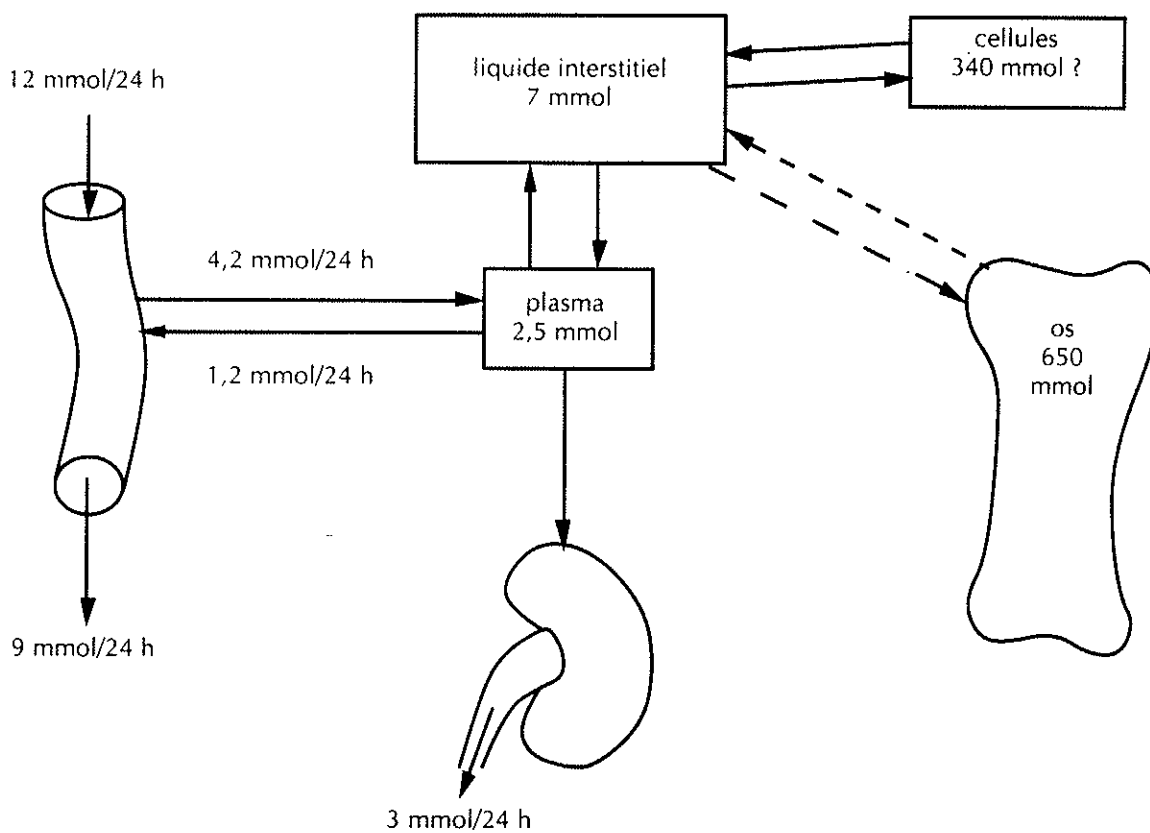 12 mmol/24 h
liquide interstitiel
7 mmol
cellules
340 mmol ?
4,2 mmol/24 h
plasma
2,5 mmol
1,2 mmol/24 h
os
650
mmol
9 mmol/24 h
3 mmol/24 h